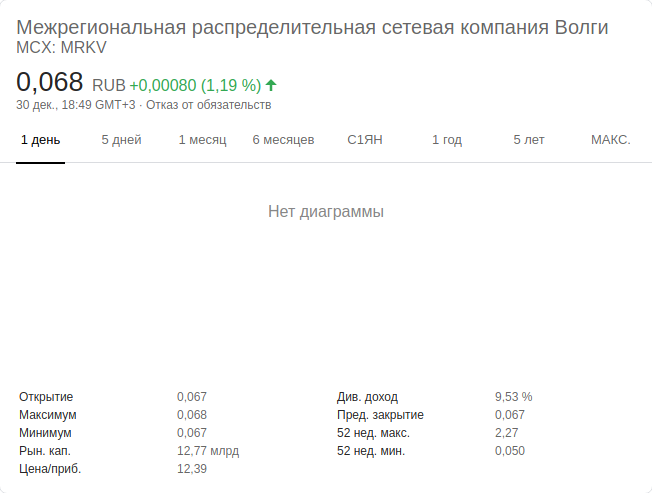 Межрегиональная распределительная сетевая компания Волги
MCX: MRKV
0,068 RUB +0,00080 (1,19 %)
30 дек., 18:49 GMT+3 · Отказ от обязательств
1 день 5 дней 1 месяц 6 месяцев С1ЯН 1 год 5 лет МАКС.
Нет диаграммы
Открытие 0,067 Див. доход 9,53 %
Максимум 0,068 Пред. закрытие 0,067
Минимум 0,067 52 нед. макс. 2,27
Рын. кап. 12,77 млрд 52 нед. мин. 0,050
Цена/приб. 12,39